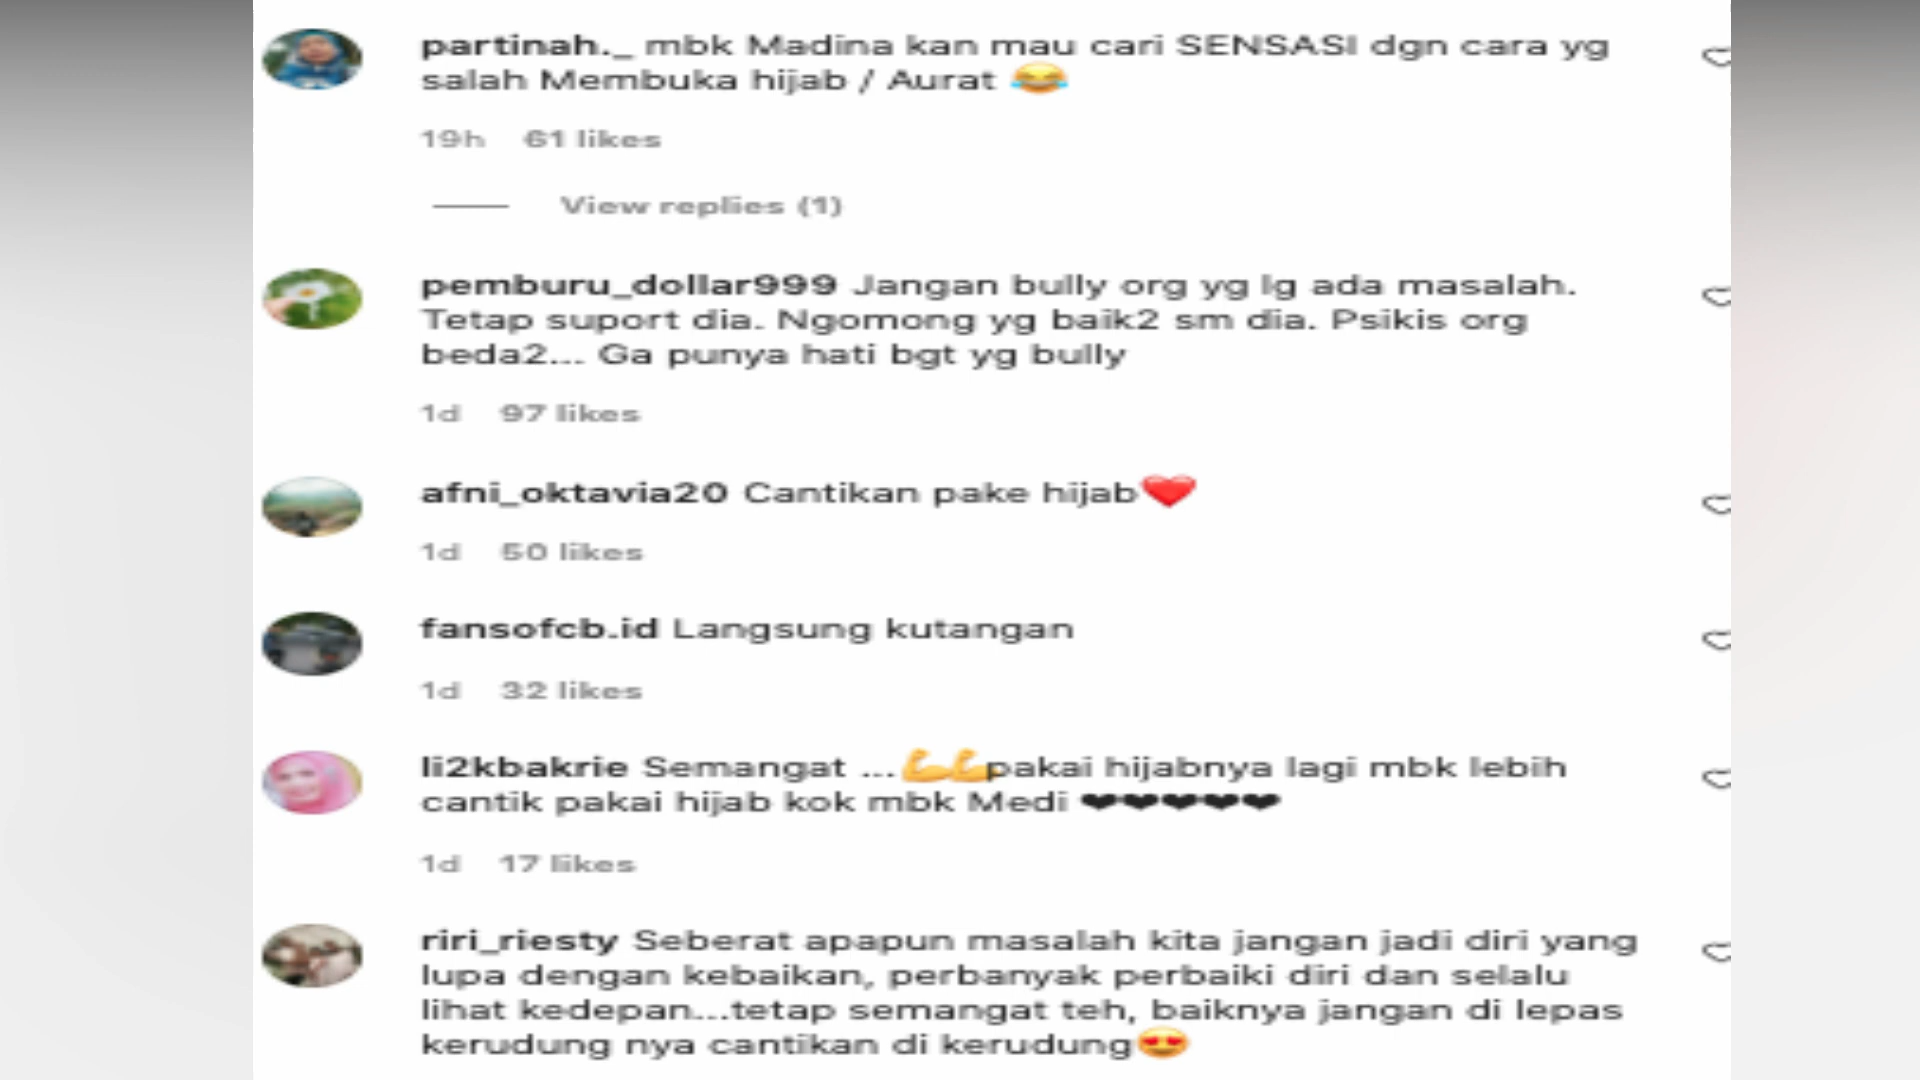 partinah._ mbk Madina kan mau cari SENSASI dgn cara yg
salah Membuka hijab / Aurat 😂
19h 61 likes
View replies (1)
pemburu_dollar999 Jangan bully org yg lg ada masalah.
Tetap suport dia. Ngomong yg baik2 sm dia. Psikis org
beda2... Ga punya hati bgt yg bully
1d 97 likes
afni_oktavia20 Cantikan pake hijab❤️
1d 50 likes
fansofcb.id Langsung kutangan
1d 32 likes
li2kbakrie Semangat ...💪💪pakai hijabnya lagi mbk lebih
cantik pakai hijab kok mbk Medi ❤❤❤❤❤
1d 17 likes
riri_riesty Seberat apapun masalah kita jangan jadi diri yang
lupa dengan kebaikan, perbanyak perbaiki diri dan selalu
lihat kedepan...tetap semangat teh, baiknya jangan di lepas
kerudung nya cantikan di kerudung😍